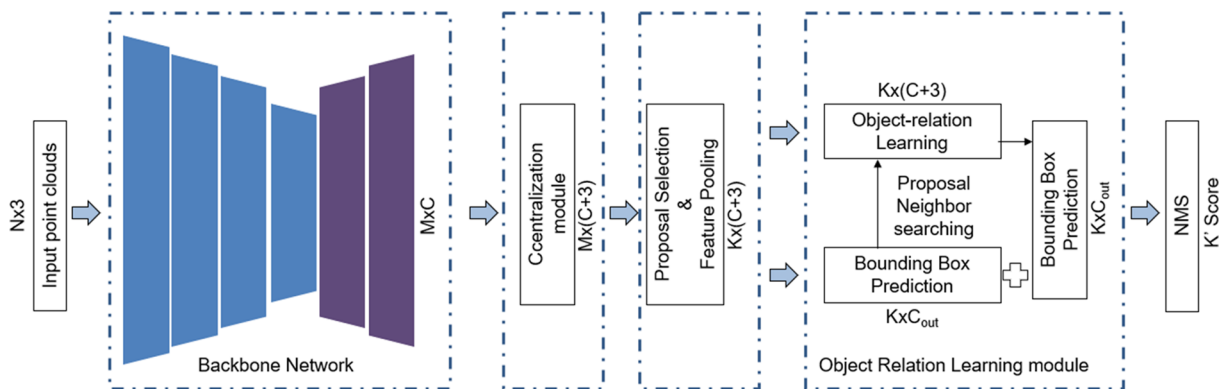 Nx3
Input point clouds
MxC
Backbone Network
Ccentralization
module
Mx(C+3)
Proposal Selection
&
Feature Pooling
Kx(C+3)
Kx(C+3)
Object-relation
Learning
Proposal
Neighbor
searching
Bounding Box
Prediction
KxCout
Bounding Box
Prediction
KxCout
Object Relation Learning module
NMS
K' Score